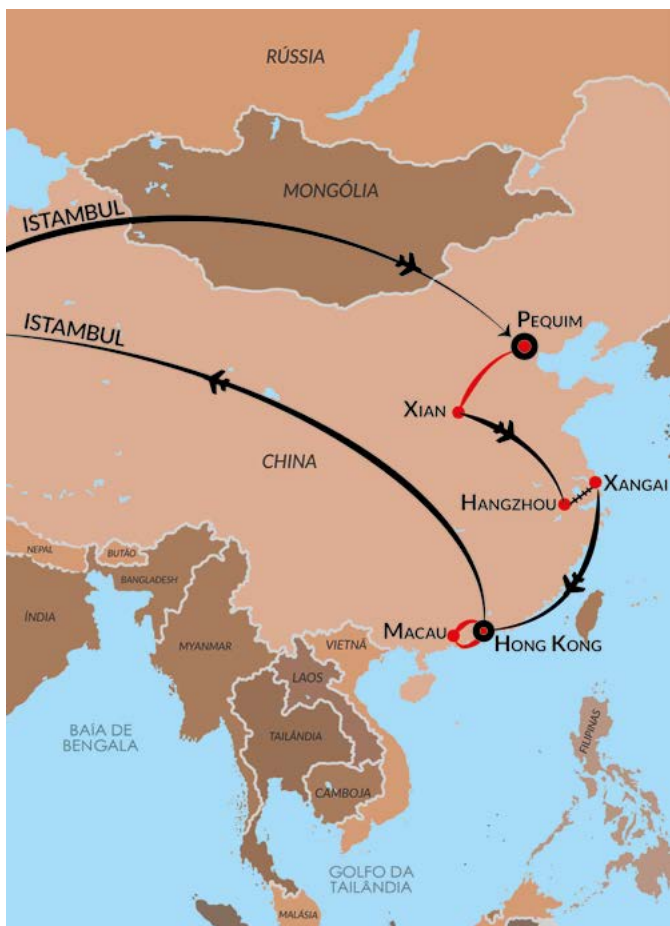 RÚSSIA
MONGÓLIA
ISTAMBUL
ISTAMBUL
PEQUIM
XIAN
CHINA
XANGAI
HANGZHOU
NEPAL
BUTÃO
BANGLADESH
ÍNDIA
MYANMAR
MACAU
HONG KONG
VIETNÃ
LAOS
BAÍA DE
BENGALA
TAILÂNDIA
FILIPINAS
CAMBOJA
GOLFO DA
TAILÂNDIA
MALÁSIA